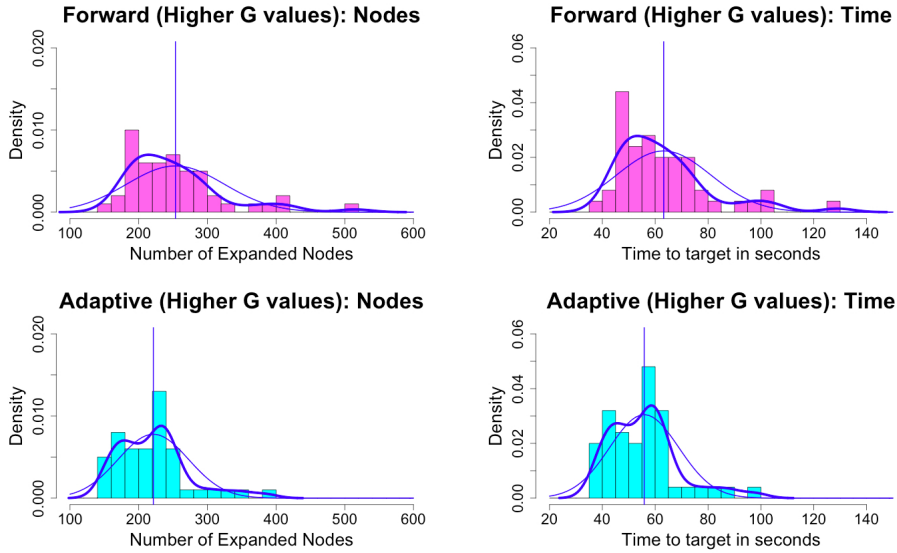 Forward (Higher G values): Nodes
Density
0.000 0.010 0.020
100 200 300 400 500 600
Number of Expanded Nodes
Forward (Higher G values): Time
Density
0.00 0.02 0.04 0.06
20 40 60 80 100 120 140
Time to target in seconds
Adaptive (Higher G values): Nodes
Density
0.000 0.010 0.020
100 200 300 400 500 600
Number of Expanded Nodes
Adaptive (Higher G values): Time
Density
0.00 0.02 0.04 0.06
20 40 60 80 100 120 140
Time to target in seconds